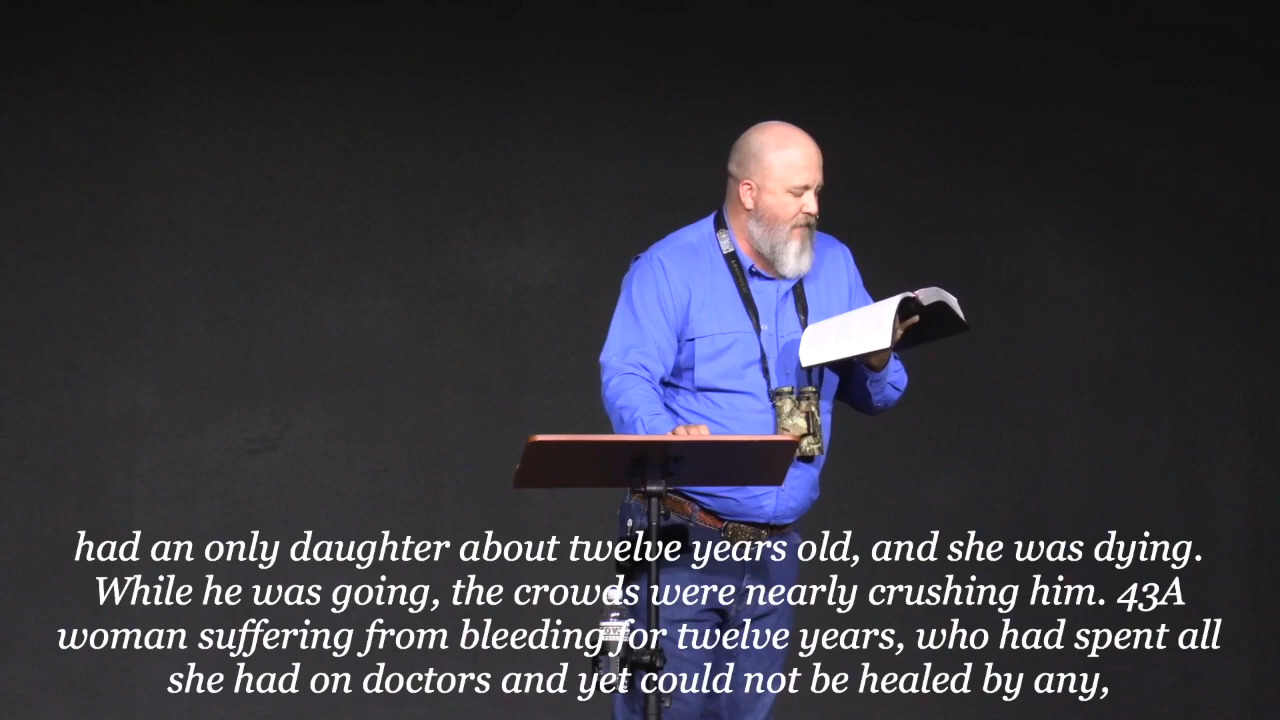 had an only daughter about twelve years old, and she was dying.
While he was going, the crowds were nearly crushing him. 43A
woman suffering from bleeding for twelve years, who had spent all
she had on doctors and yet could not be healed by any,